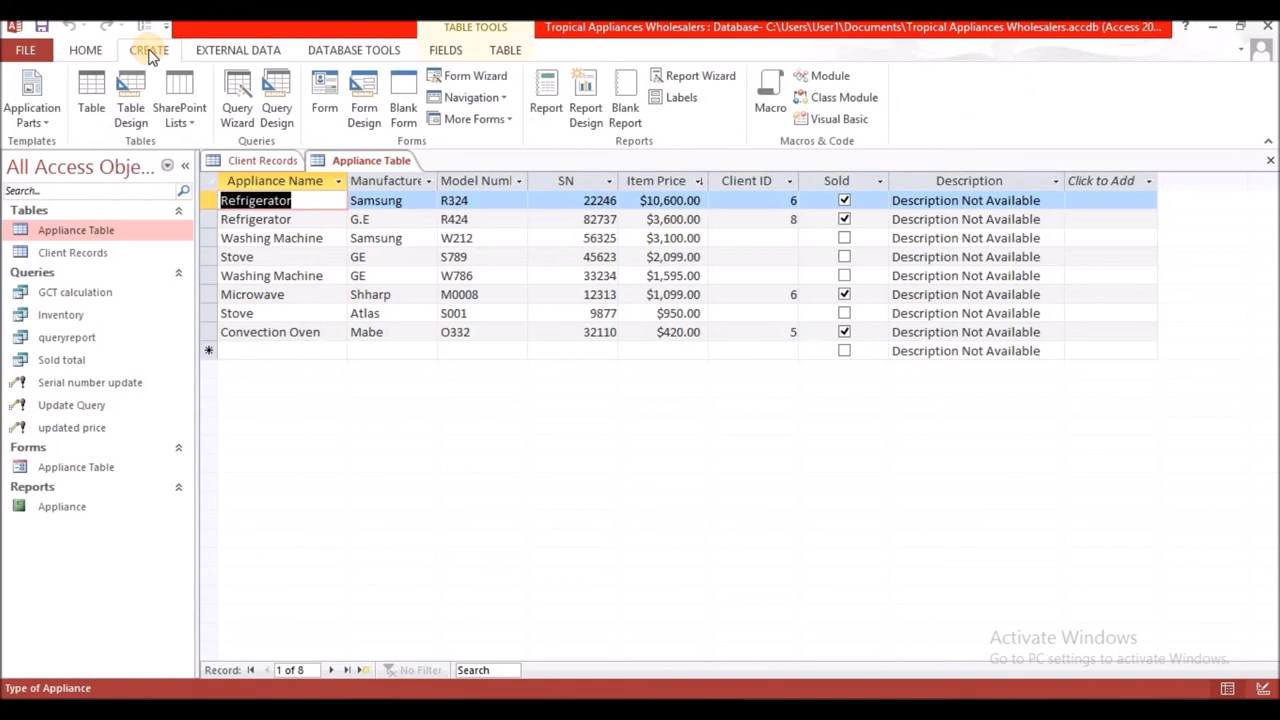 TABLE TOOLS
Tropical Appliances Wholesalers : Database- C:\Users\User1\Documents\Tropical Appliances Wholesalers.accdb (Access 20...
FILE HOME CREATE EXTERNAL DATA DATABASE TOOLS FIELDS TABLE
Application Parts
Table
Table Design
SharePoint Lists
Query Wizard
Query Design
Form
Form Design
Blank Form
Form Wizard
Navigation
More Forms
Report
Report Design
Blank Report
Report Wizard
Labels
Macro
Module
Class Module
Visual Basic
Templates Tables Queries Forms Reports Macros & Code
All Access Obje...
Search...
Tables
Appliance Table
Client Records
Queries
GCT calculation
Inventory
queryreport
Sold total
Serial number update
Update Query
updated price
Forms
Appliance Table
Reports
Appliance
Client Records Appliance Table
Appliance Name Manufacture Model Numl SN Item Price Client ID Sold Description Click to Add
Refrigerator Samsung R324 22246 $10,600.00 6 Description Not Available
Refrigerator G.E R424 82737 $3,600.00 8 Description Not Available
Washing Machine Samsung W212 56325 $3,100.00 Description Not Available
Stove GE S789 45623 $2,099.00 Description Not Available
Washing Machine GE W786 33234 $1,595.00 Description Not Available
Microwave Shharp M0008 12313 $1,099.00 6 Description Not Available
Stove Atlas S001 9877 $950.00 Description Not Available
Convection Oven Mabe O332 32110 $420.00 5 Description Not Available
Description Not Available
Activate Windows
Go to PC settings to activate Windows.
Record: 1 of 8 No Filter Search
Type of Appliance